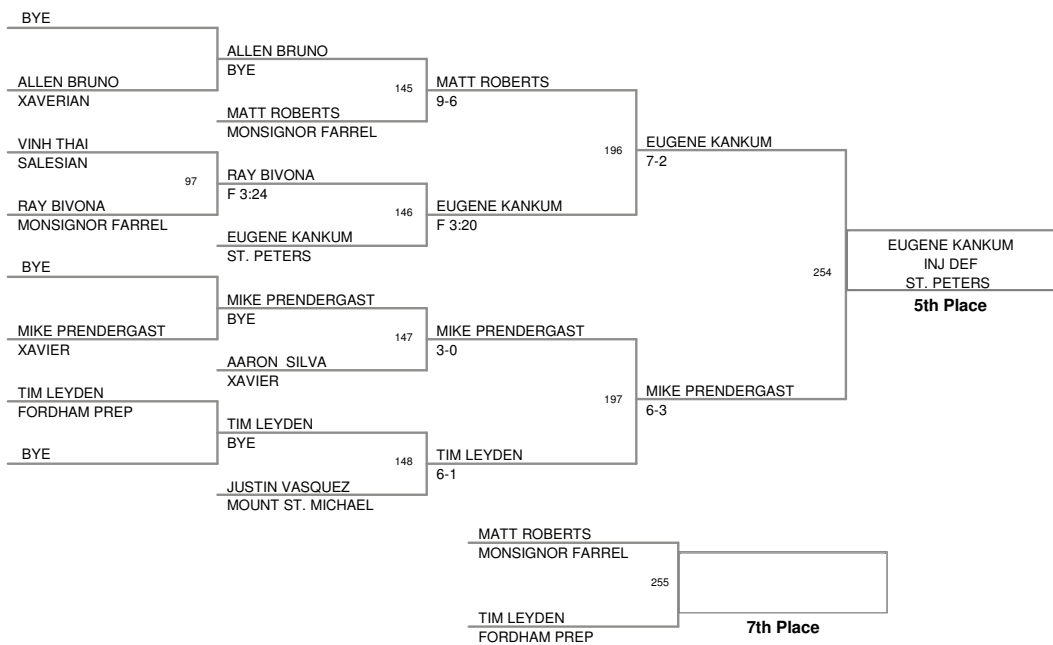 BYE
ALLEN BRUNO
BYE
ALLEN BRUNO
XAVERIAN
145
MATT ROBERTS
9-6
MATT ROBERTS
MONSIGNOR FARREL
VINH THAI
SALESIAN
196
EUGENE KANKUM
7-2
97
RAY BIVONA
F 3:24
RAY BIVONA
MONSIGNOR FARREL
146
EUGENE KANKUM
F 3:20
EUGENE KANKUM
ST. PETERS
BYE
254
EUGENE KANKUM
INJ DEF
ST. PETERS
5th Place
MIKE PRENDERGAST
BYE
MIKE PRENDERGAST
XAVIER
147
MIKE PRENDERGAST
3-0
AARON  SILVA
XAVIER
TIM LEYDEN
FORDHAM PREP
197
MIKE PRENDERGAST
6-3
TIM LEYDEN
BYE
BYE
148
TIM LEYDEN
6-1
JUSTIN VASQUEZ
MOUNT ST. MICHAEL
MATT ROBERTS
MONSIGNOR FARREL
255
TIM LEYDEN
FORDHAM PREP
7th Place